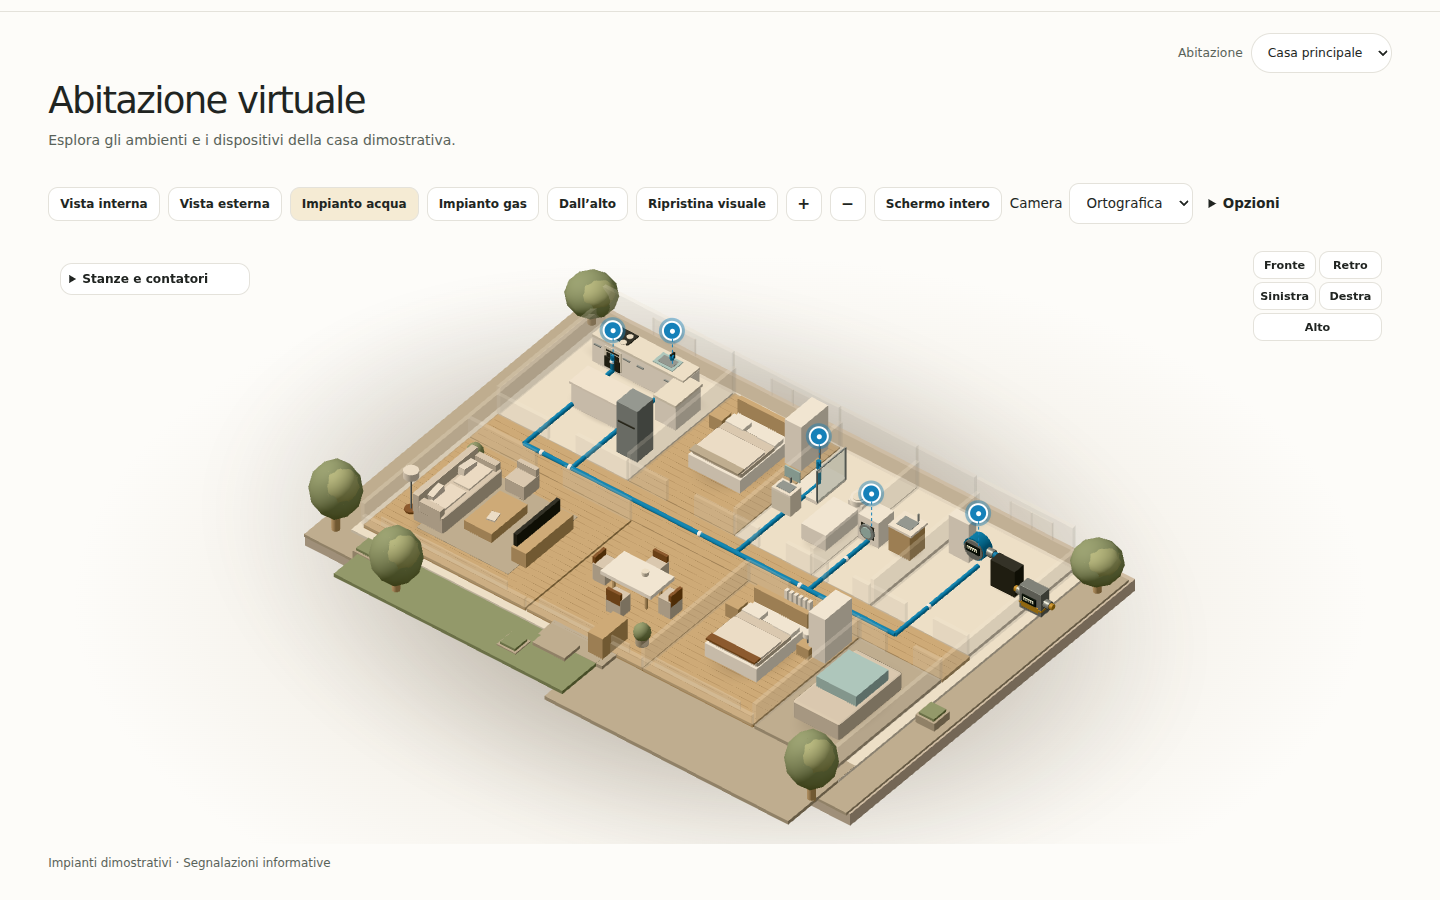 Abitazione Casa principale
Abitazione virtuale
Esplora gli ambienti e i dispositivi della casa dimostrativa.
Vista interna Vista esterna Impianto acqua Impianto gas Dall’alto Ripristina visuale + − Schermo intero Camera Ortografica Opzioni
Stanze e contatori
Fronte Retro
Sinistra Destra
Alto
Impianti dimostrativi · Segnalazioni informative